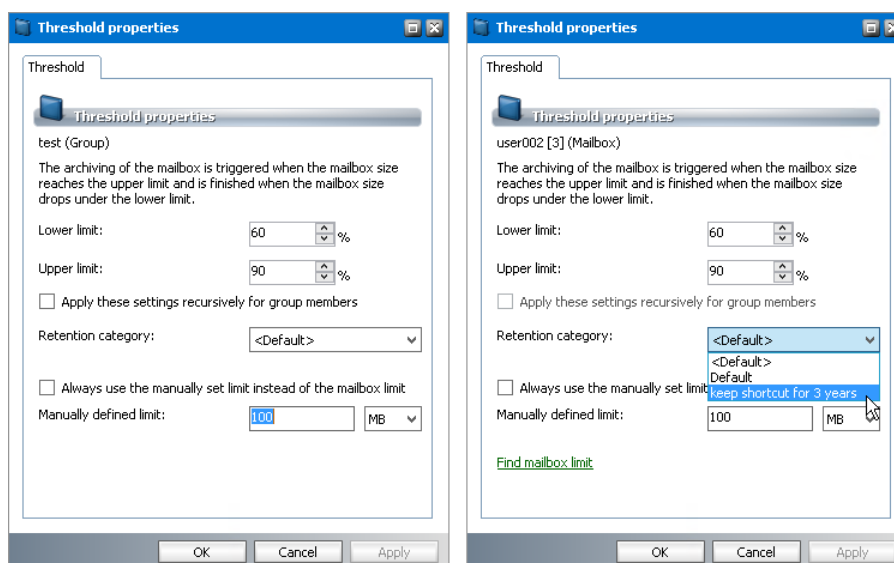 Threshold properties
Threshold
Threshold properties
test (Group)
The archiving of the mailbox is triggered when the mailbox size
reaches the upper limit and is finished when the mailbox size
drops under the lower limit.
Lower limit: 60 %
Upper limit: 90 %
Apply these settings recursively for group members
Retention category: <Default>
Always use the manually set limit instead of the mailbox limit
Manually defined limit: 100 MB
OK Cancel Apply
Threshold properties
Threshold
Threshold properties
user002 [3] (Mailbox)
The archiving of the mailbox is triggered when the mailbox size
reaches the upper limit and is finished when the mailbox size
drops under the lower limit.
Lower limit: 60 %
Upper limit: 90 %
Apply these settings recursively for group members
Retention category: <Default>
<Default>
Default
Always use the manually set limit keep shortcut for 3 years
Manually defined limit: 100 MB
Find mailbox limit
OK Cancel Apply